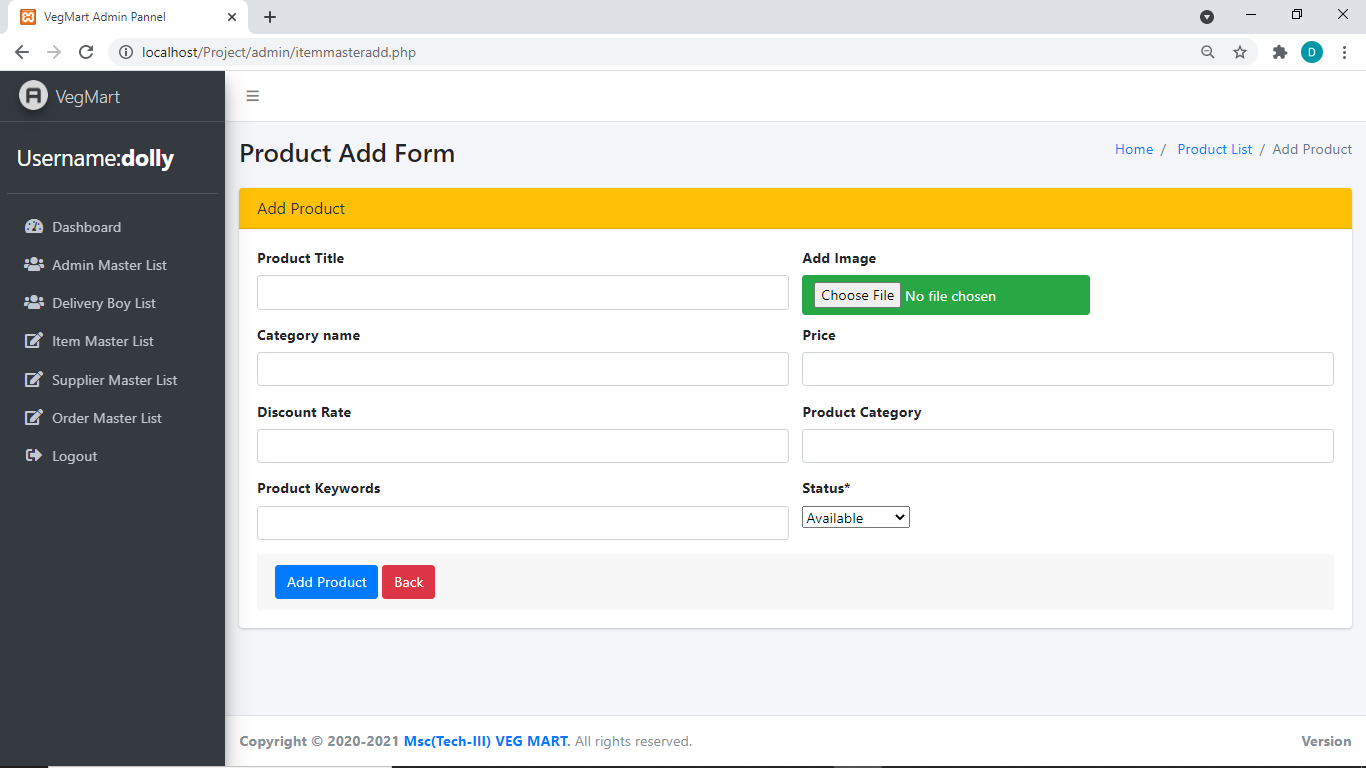 VegMart Admin Pannel
localhost/Project/admin/itemmasteradd.php
D
VegMart
Username:dolly
Dashboard
Admin Master List
Delivery Boy List
Item Master List
Supplier Master List
Order Master List
Logout
Product Add Form
Home / Product List / Add Product
Add Product
Product Title
Add Image
Choose File No file chosen
Category name
Price
Discount Rate
Product Category
Product Keywords
Status*
Available
Add Product
Back
Copyright © 2020-2021 Msc(Tech-III) VEG MART. All rights reserved.
Version